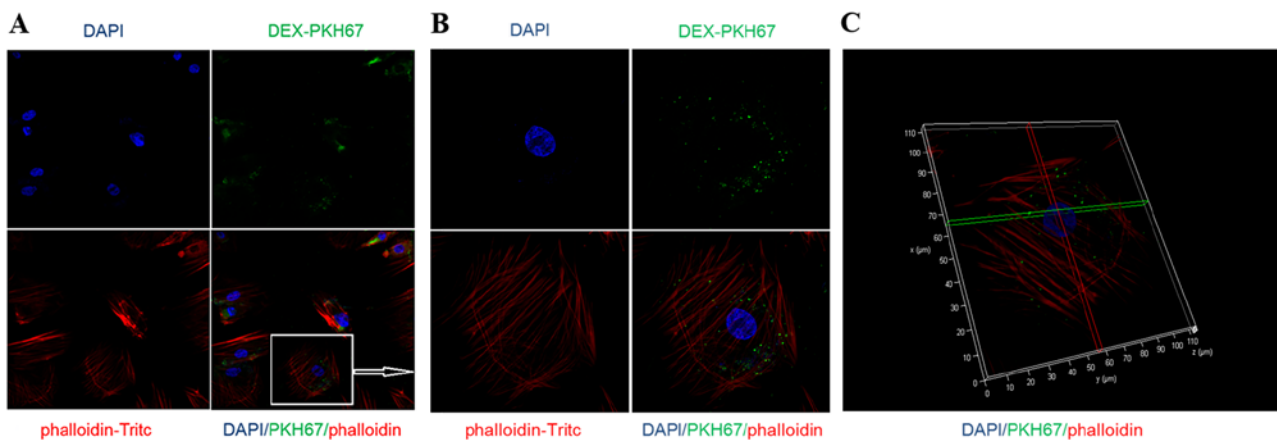 A
DAPI
DEX-PKH67
phalloidin-Tritc
DAPI/PKH67/phalloidin
B
DAPI
DEX-PKH67
phalloidin-Tritc
DAPI/PKH67/phalloidin
C
110
100
90
80
70
60
50
40
30
20
10
0
x (µm)
0
10
20
30
40
50
60
70
80
90
100
110
y (µm)
z (µm)
DAPI/PKH67/phalloidin